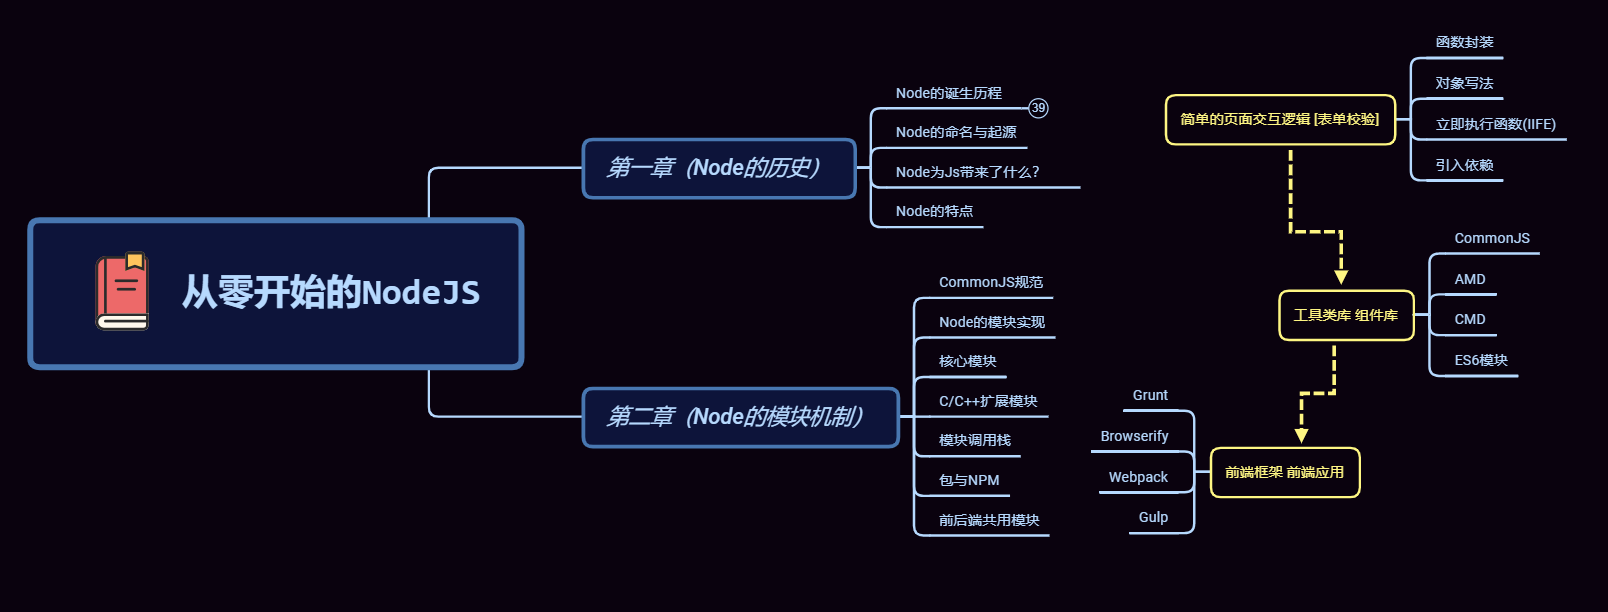 从零开始的NodeJS
第一章（Node的历史）
Node的诞生历程
39
Node的命名与起源
Node为Js带来了什么?
Node的特点
第二章（Node的模块机制）
CommonJS规范
Node的模块实现
核心模块
C/C++扩展模块
模块调用栈
包与NPM
前后端共用模块
简单的页面交互逻辑 [表单校验]
函数封装
对象写法
立即执行函数(IIFE)
引入依赖
工具类库 组件库
CommonJS
AMD
CMD
ES6模块
前端框架 前端应用
Grunt
Browserify
Webpack
Gulp